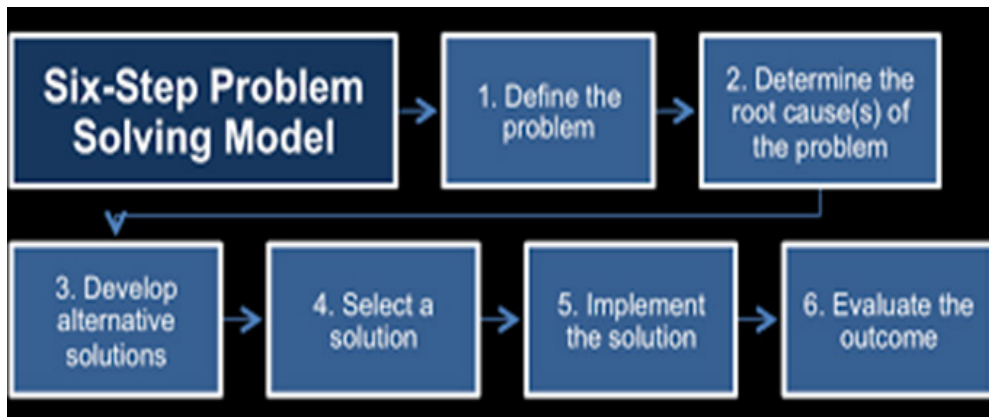 Six-Step Problem
Solving Model
1. Define the
problem
2. Determine the
root cause(s) of
the problem
3. Develop
alternative
solutions
4. Select a
solution
5. Implement
the solution
6. Evaluate the
outcome